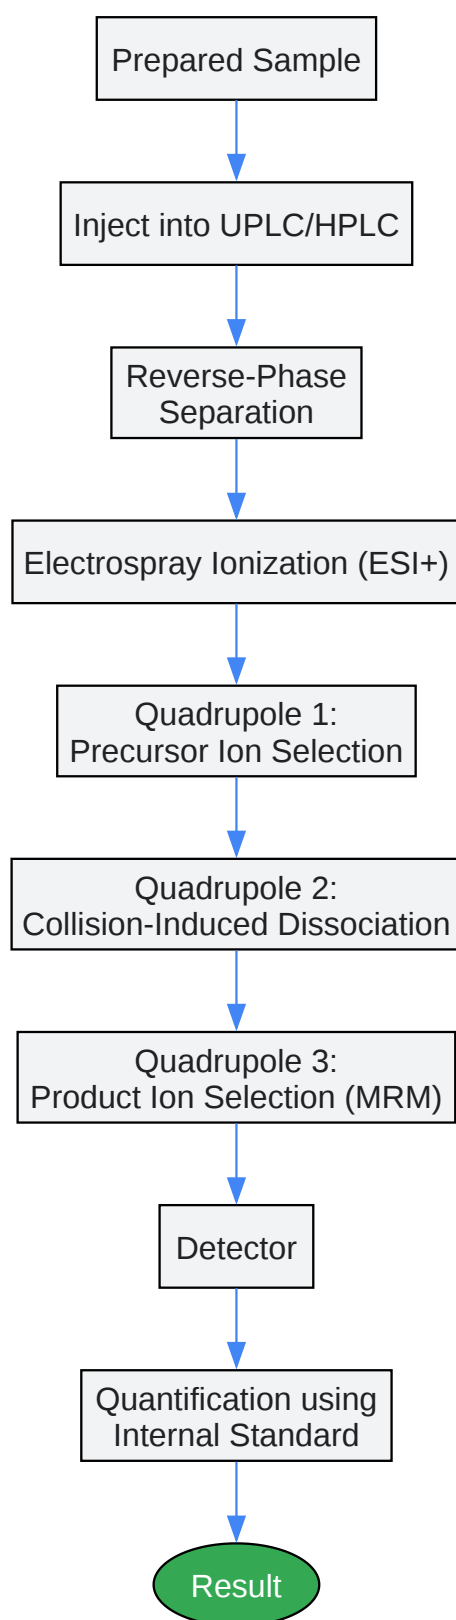 Prepared Sample
Inject into UPLC/HPLC
Reverse-Phase
Separation
Electrospray Ionization (ESI+)
Quadrupole 1:
Precursor Ion Selection
Quadrupole 2:
Collision-Induced Dissociation
Quadrupole 3:
Product Ion Selection (MRM)
Detector
Quantification using
Internal Standard
Result